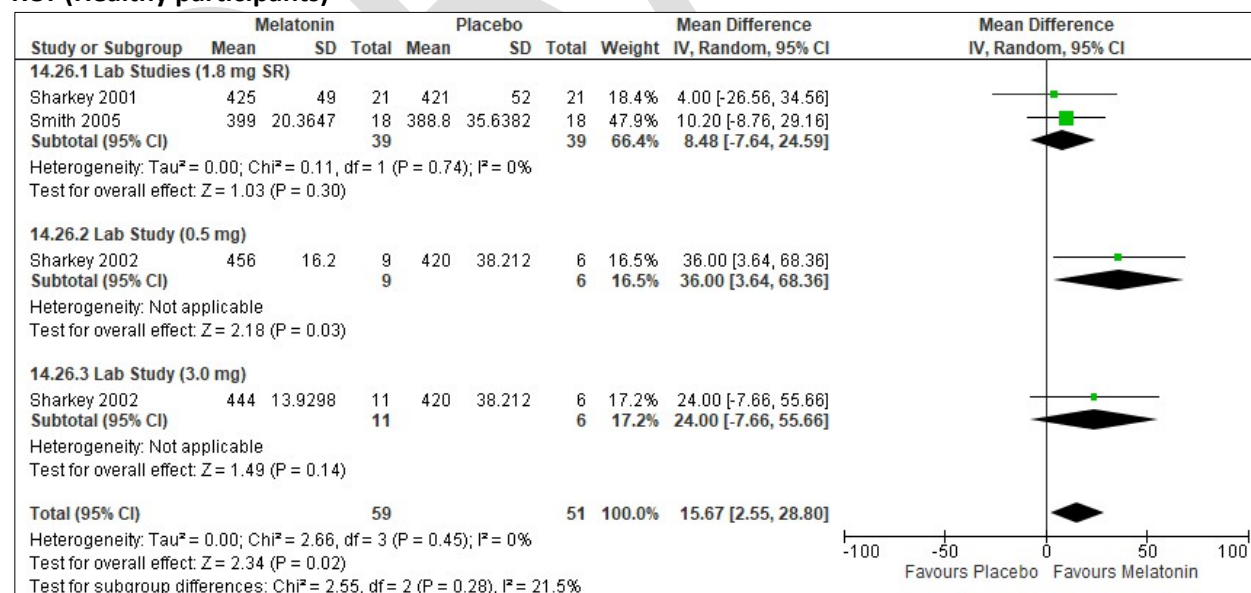 RCT (Healthy participants)
Melatonin Placebo Mean Difference Mean Difference
Study or Subgroup Mean SD Total Mean SD Total Weight IV, Random, 95% CI IV, Random, 95% CI
14.26.1 Lab Studies (1.8 mg SR)
Sharkey 2001 425 49 21 421 52 21 18.4% 4.00 [-26.56, 34.56]
Smith 2005 399 20.3647 18 388.8 35.6382 18 47.9% 10.20 [-8.76, 29.16]
Subtotal (95% CI) 39 39 66.4% 8.48 [-7.64, 24.59]
Heterogeneity: Tau² = 0.00; Chi² = 0.11, df = 1 (P = 0.74); I² = 0%
Test for overall effect: Z = 1.03 (P = 0.30)
14.26.2 Lab Study (0.5 mg)
Sharkey 2002 456 16.2 9 420 38.212 6 16.5% 36.00 [3.64, 68.36]
Subtotal (95% CI) 9 6 16.5% 36.00 [3.64, 68.36]
Heterogeneity: Not applicable
Test for overall effect: Z = 2.18 (P = 0.03)
14.26.3 Lab Study (3.0 mg)
Sharkey 2002 444 13.9298 11 420 38.212 6 17.2% 24.00 [-7.66, 55.66]
Subtotal (95% CI) 11 6 17.2% 24.00 [-7.66, 55.66]
Heterogeneity: Not applicable
Test for overall effect: Z = 1.49 (P = 0.14)
Total (95% CI) 59 51 100.0% 15.67 [2.55, 28.80]
Heterogeneity: Tau² = 0.00; Chi² = 2.66, df = 3 (P = 0.45); I² = 0%
Test for overall effect: Z = 2.34 (P = 0.02)
Test for subgroup differences: Chi² = 2.55, df = 2 (P = 0.28), I² = 21.5%
-100 -50 0 50 100
Favours Placebo Favours Melatonin